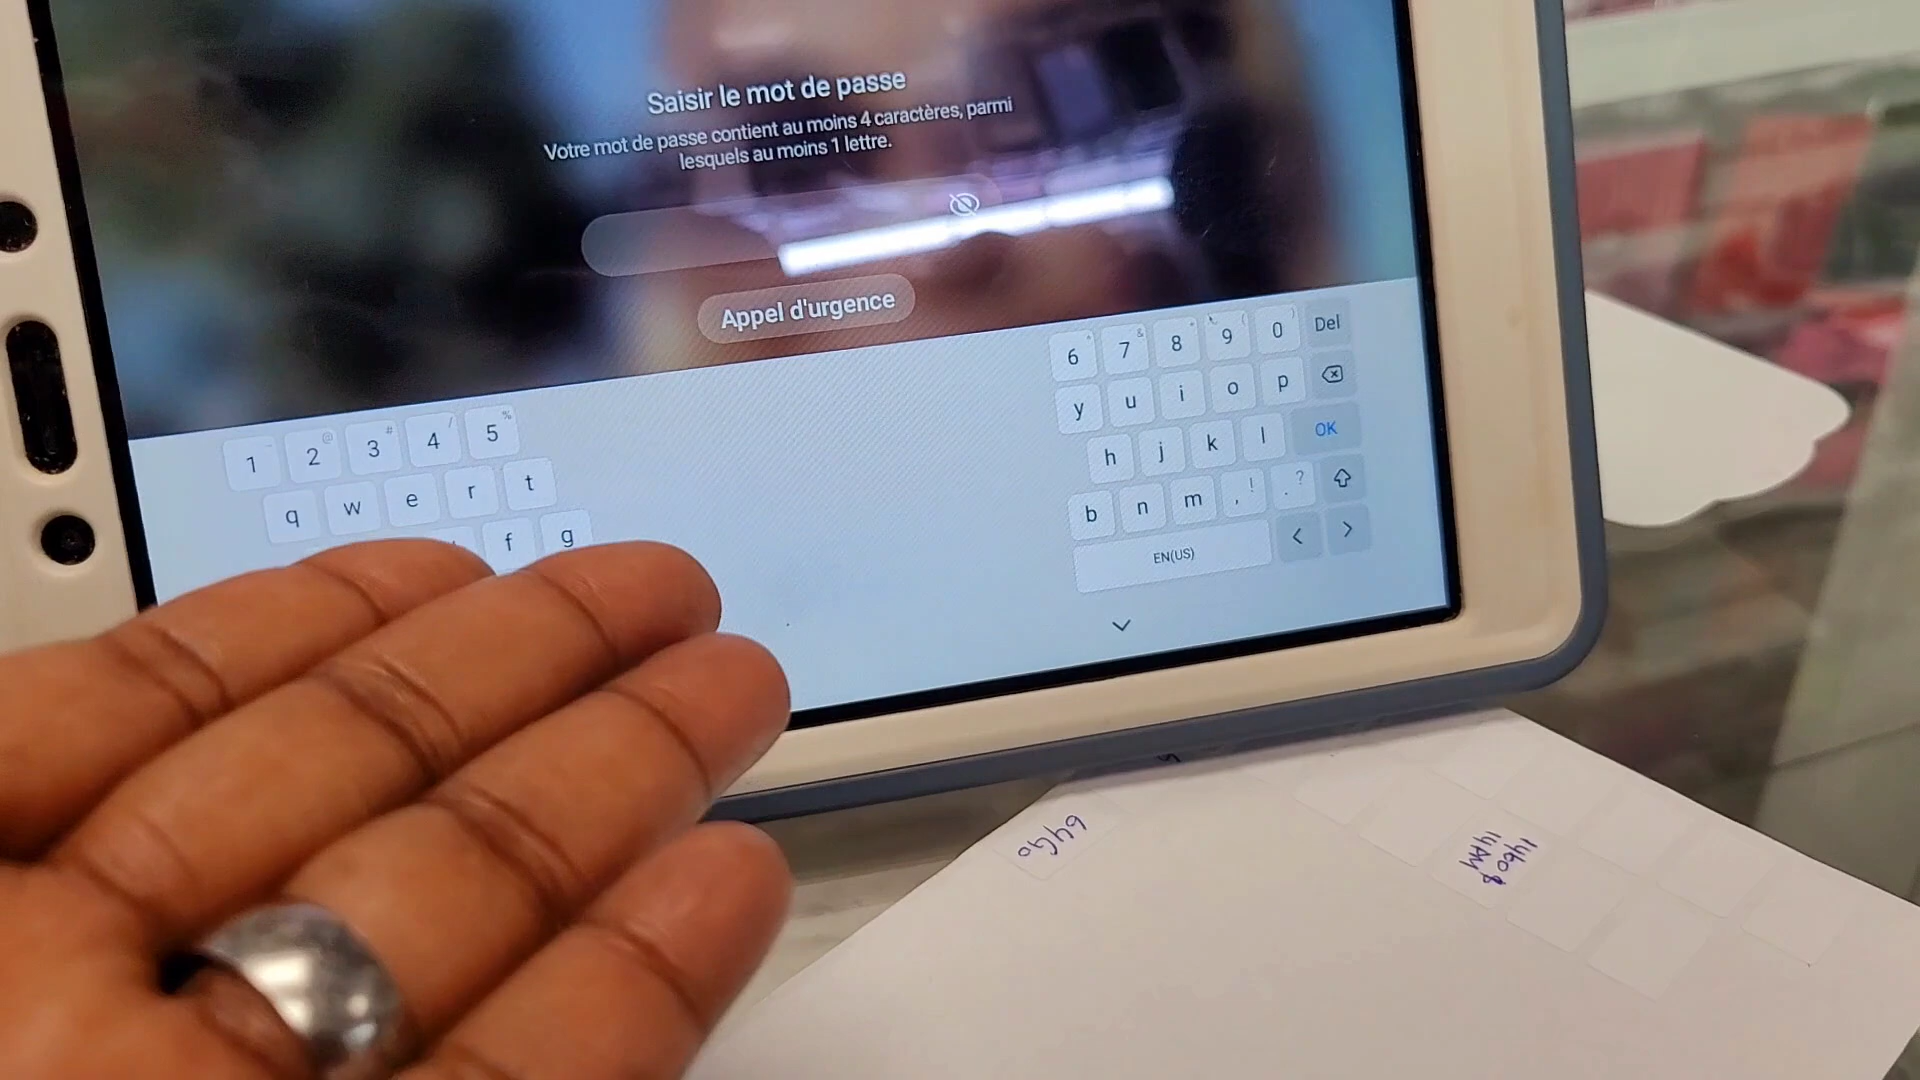 Saisir le mot de passe
Votre mot de passe contient au moins 4 caractères, parmi
lesquels au moins 1 lettre.
Appel d'urgence
1 2 @ 3 # 4 / 5 %
6 7 & 8 * 9 ( 0 ) Del
q w e r t
y u i o p
f g
h j k l OK
b n m , ! . ?
EN(US) < >